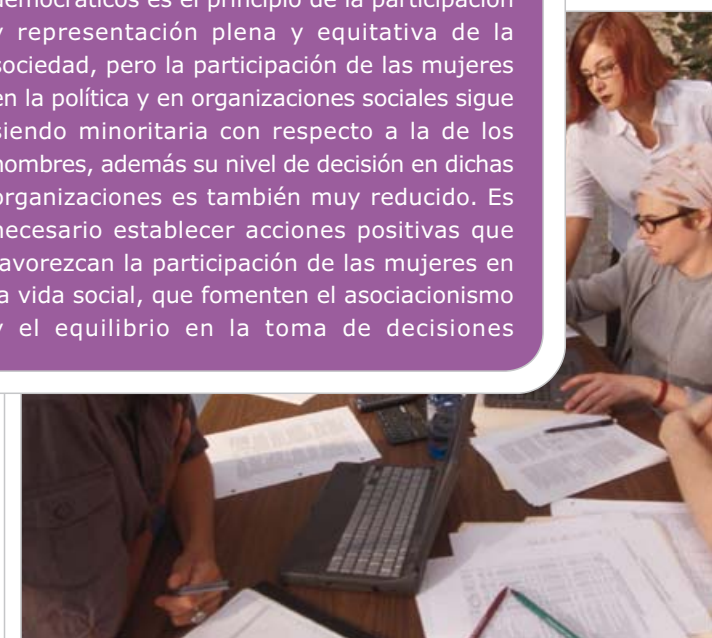 democráticos es el principio de la participación
y representación plena y equitativa de la
sociedad, pero la participación de las mujeres
en la política y en organizaciones sociales sigue
siendo minoritaria con respecto a la de los
hombres, además su nivel de decisión en dichas
organizaciones es también muy reducido. Es
necesario establecer acciones positivas que
favorezcan la participación de las mujeres en
la vida social, que fomenten el asociacionismo
y el equilibrio en la toma de decisiones